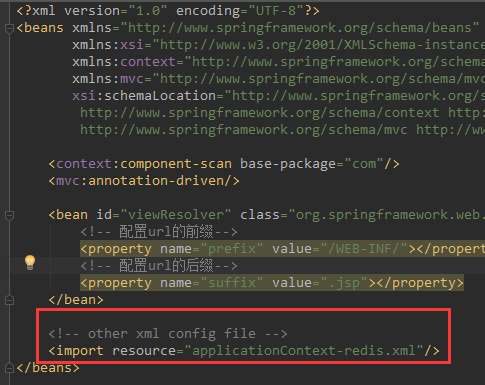 <?xml version="1.0" encoding="UTF-8"?>
<beans xmlns="http://www.springframework.org/schema/beans"
xmlns:xsi="http://www.w3.org/2001/XMLSchema-instance
xmlns:context="http://www.springframework.org/schema/
xmlns:mvc="http://www.springframework.org/schema/mvc
xsi:schemaLocation="http://www.springframework.org/s
http://www.springframework.org/schema/context http:
http://www.springframework.org/schema/mvc http://ww
<context:component-scan base-package="com"/>
<mvc:annotation-driven/>
<bean id="viewResolver" class="org.springframework.web.
<!-- 配置url的前缀-->
<property name="prefix" value="/WEB-INF/"></property
<!-- 配置url的后缀-->
<property name="suffix" value=".jsp"></property>
</bean>
<!-- other xml config file -->
<import resource="applicationContext-redis.xml"/>
</beans>